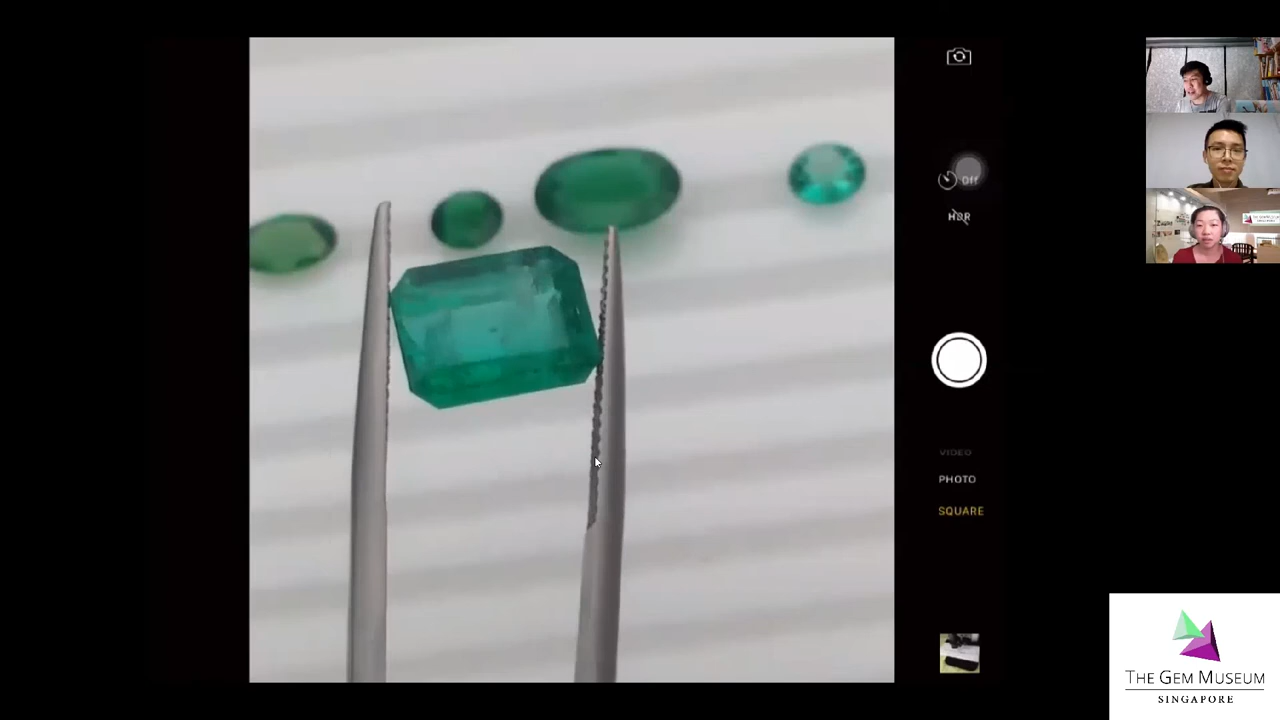 Off
HDR
VIDEO
PHOTO
SQUARE
THE GEM MUSEUM
SINGAPORE